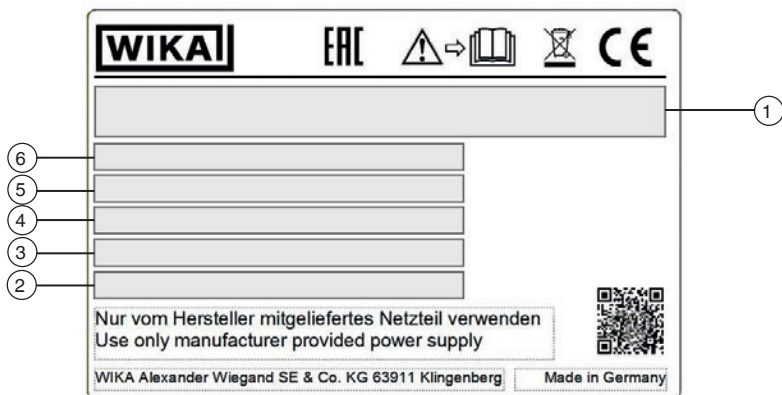 WIKA EAC CE
1
6
5
4
3
2
Nur vom Hersteller mitgeliefertes Netzteil verwenden
Use only manufacturer provided power supply
WIKA Alexander Wiegand SE & Co. KG 63911 Klingenberg Made in Germany